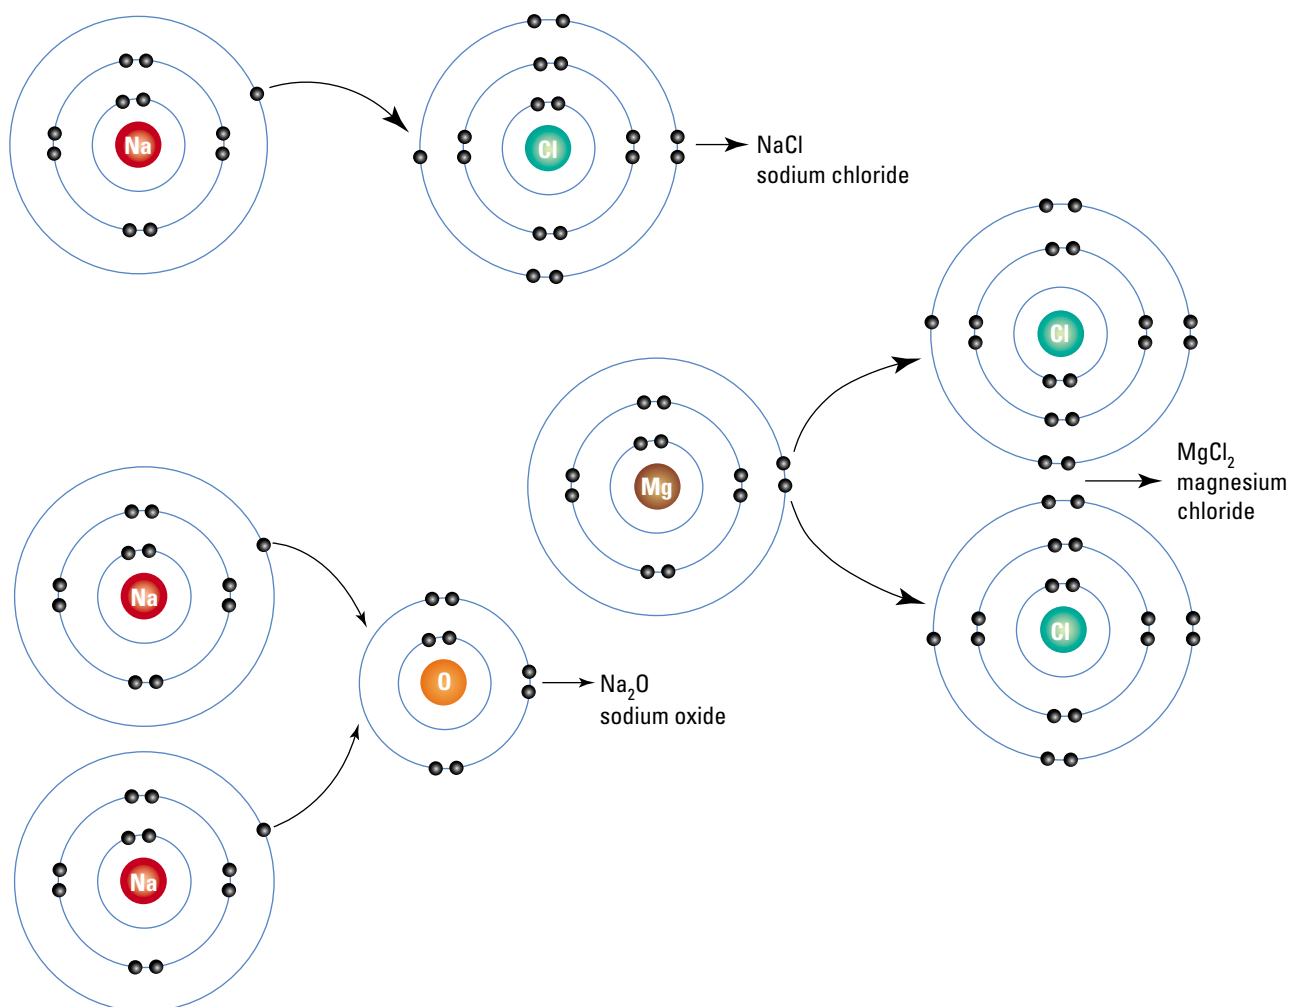 Na
Cl
NaCl
sodium chloride
Cl
Mg
MgCl₂
magnesium
chloride
Na
Cl
O
Na₂O
sodium oxide
Na